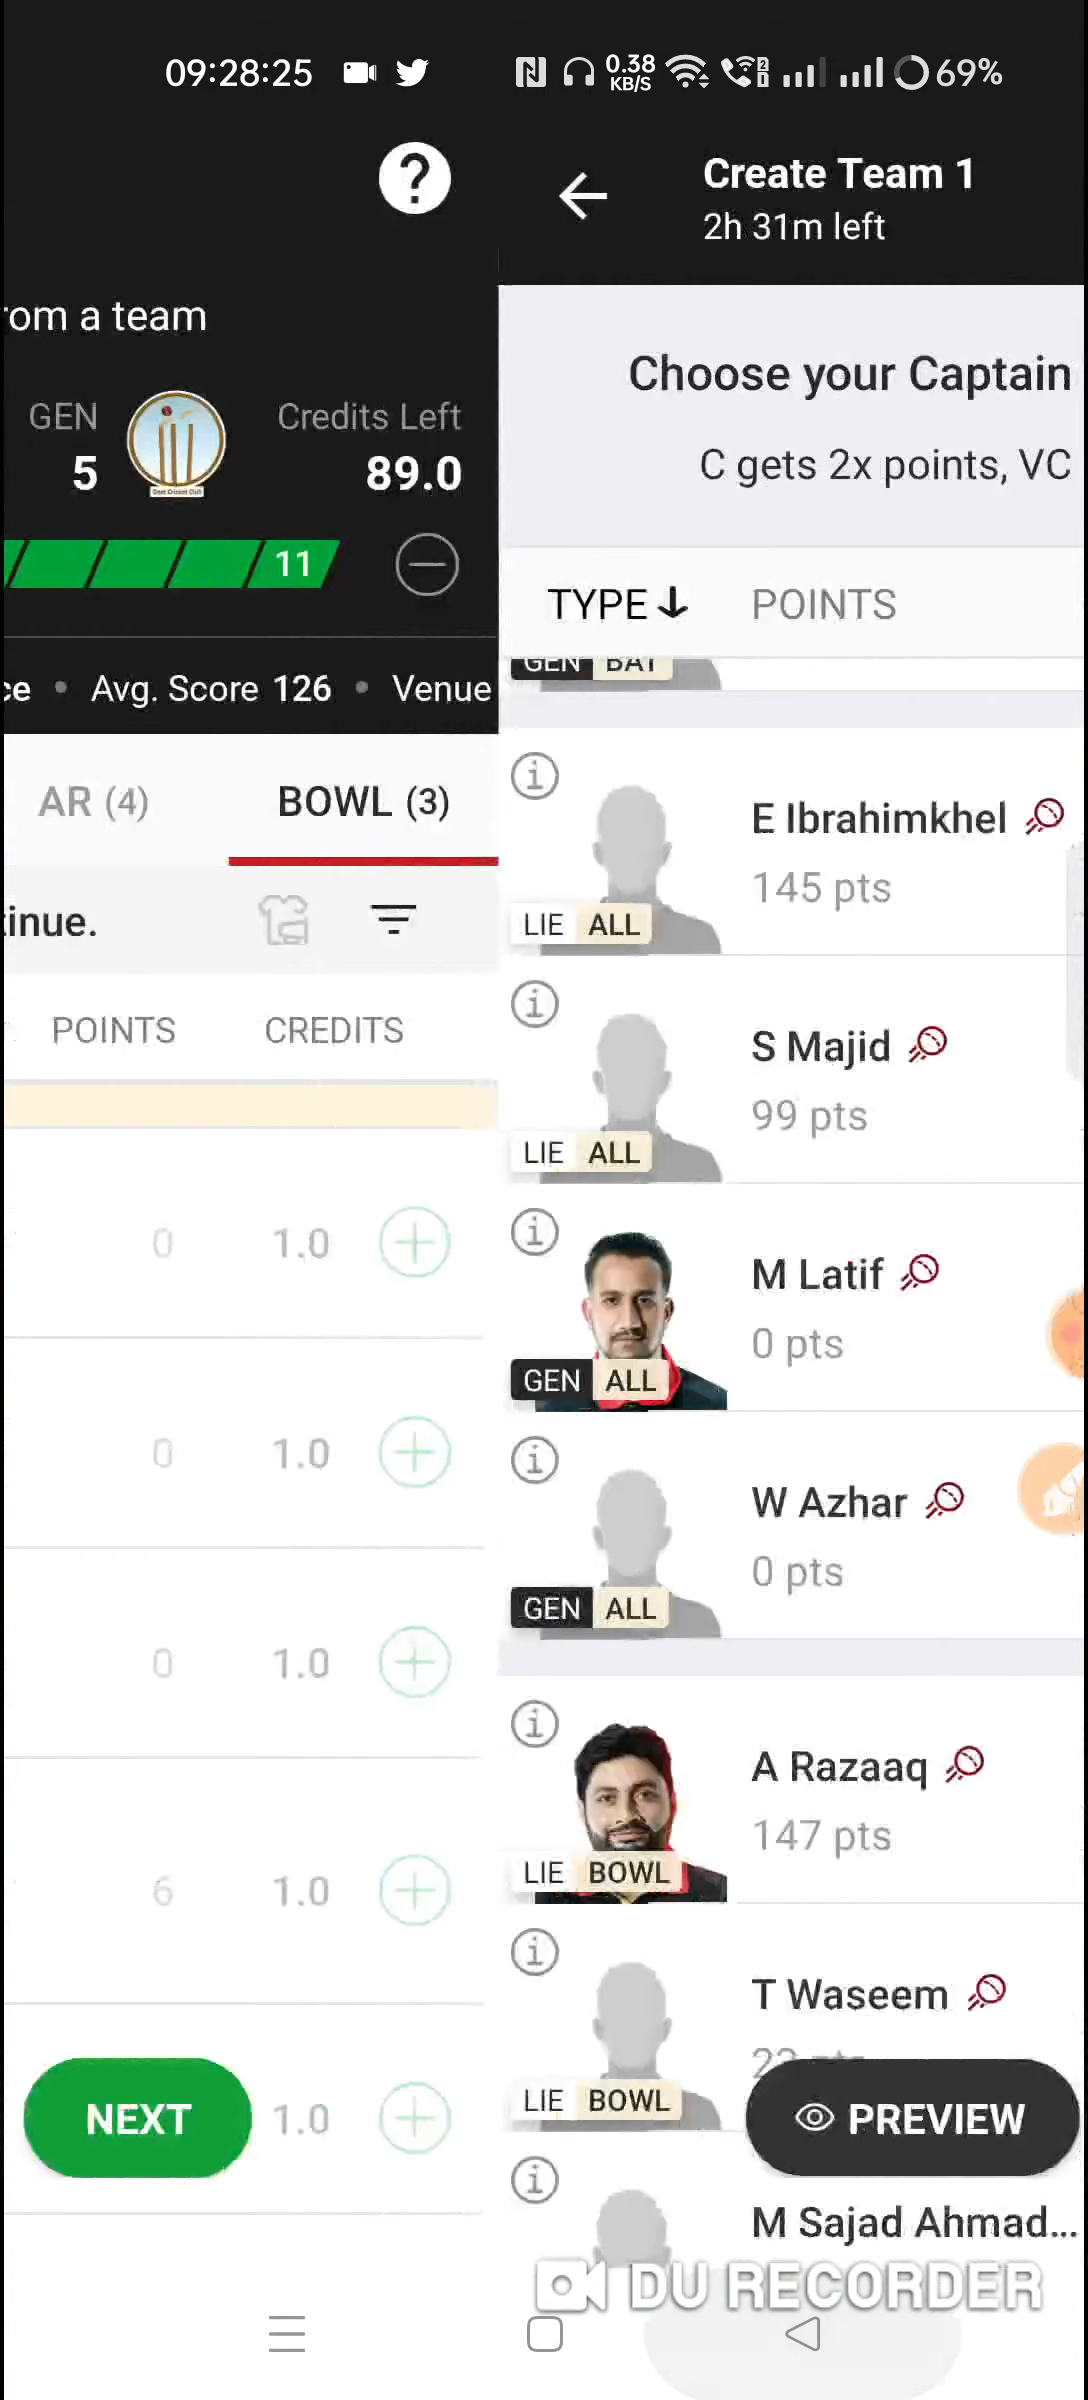 09:28:25
0.38 KB/S
69%
?
Create Team 1
2h 31m left
om a team
Choose your Captain
C gets 2x points, VC
GEN
5
Credits Left
89.0
11
TYPE
POINTS
GEN BAT
Avg. Score 126 • Venue
AR (4)
BOWL (3)
E Ibrahimkhel
145 pts
LIE ALL
tinue.
POINTS
CREDITS
S Majid
99 pts
LIE ALL
0 1.0
M Latif
0 pts
GEN ALL
0 1.0
W Azhar
0 pts
GEN ALL
0 1.0
A Razaaq
147 pts
LIE BOWL
6 1.0
T Waseem
LIE BOWL
NEXT
1.0
PREVIEW
M Sajad Ahmad...
DU RECORDER